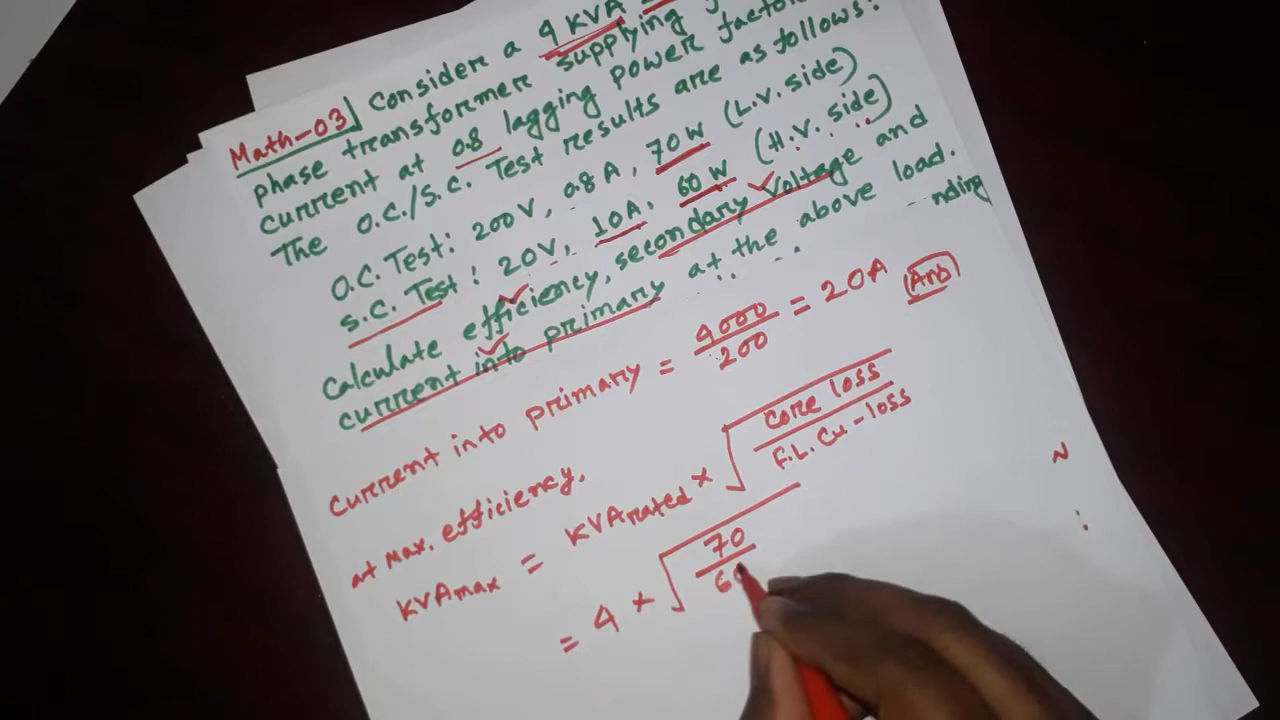 Math-03 Consider a 4 KVA
phase transformer supplying
current at 0.8 lagging power factor
The O.C./S.C. Test results are as follows:
O.C. Test: 200V, 0.8A, 70W (L.V. side)
S.C. Test: 20V, 10A, 60W (H.V. side)
Calculate efficiency, secondary voltage and
current into primary at the above load.
nding
Current into primary = 4000/200 = 20A (Ans)
at Max. efficiency,
KVAmax = KVArated × √(Core loss/F.L. Cu-loss)
= 4 × √(70/60